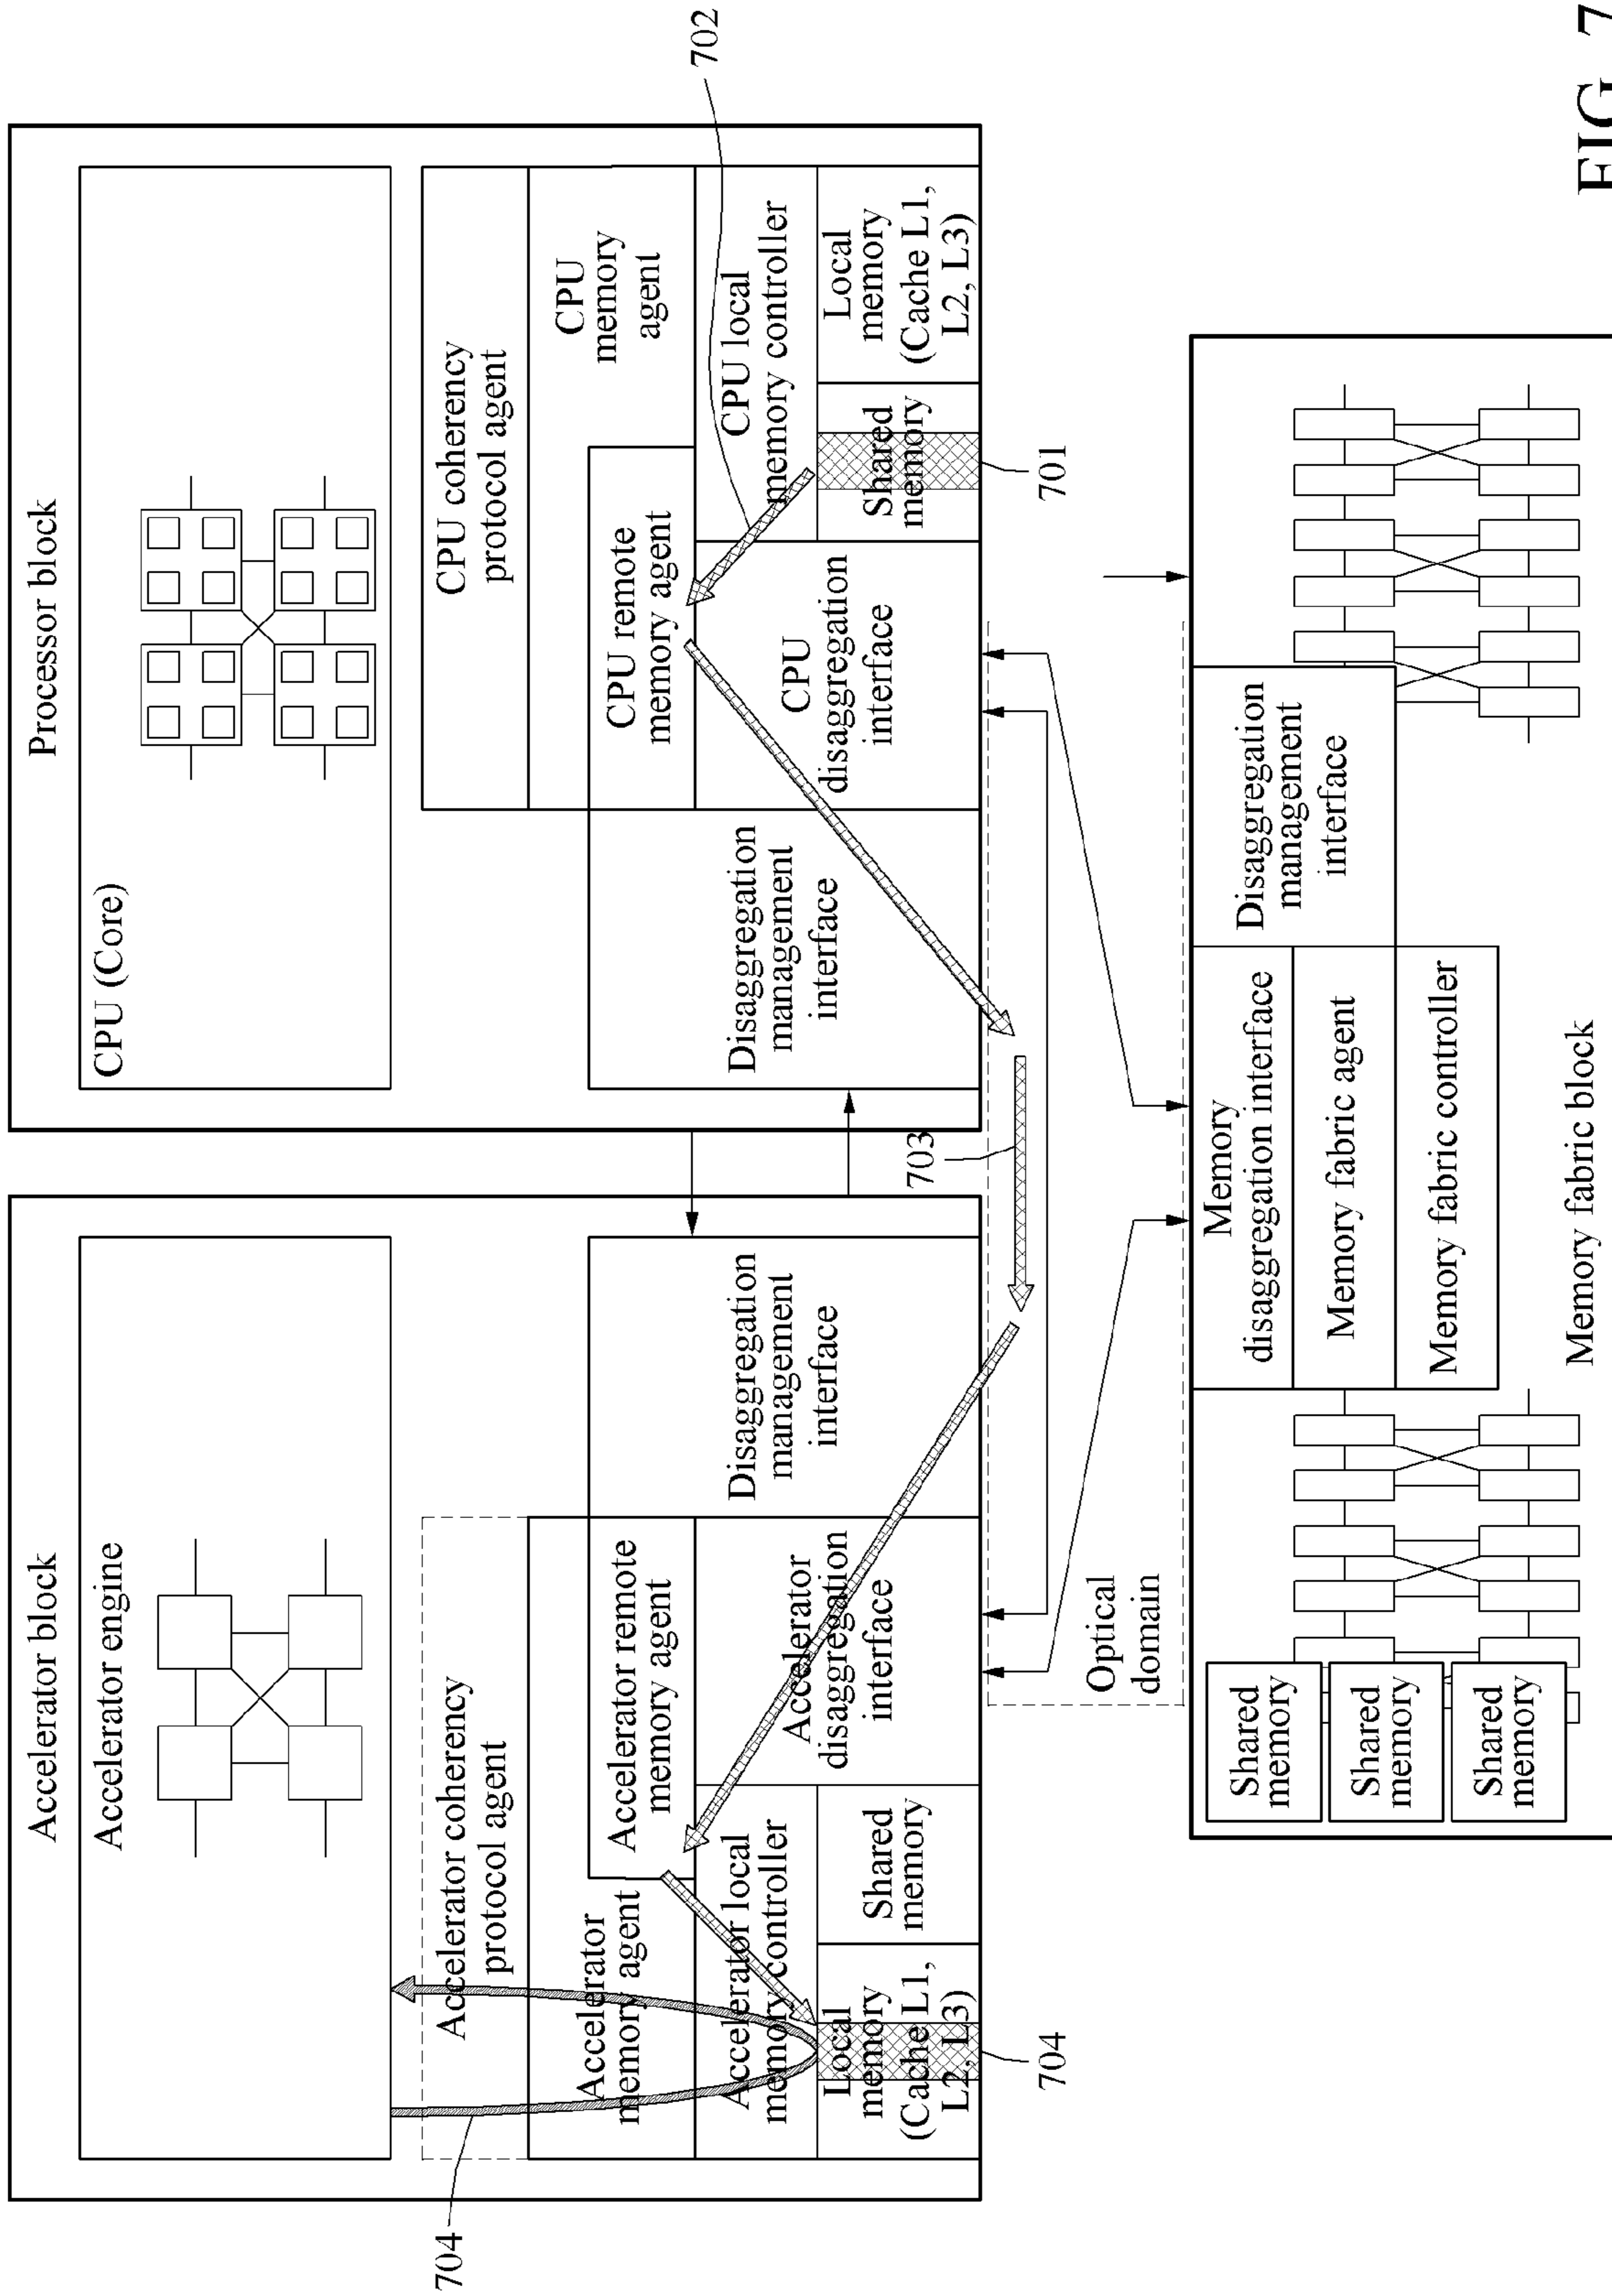 Accelerator block
Accelerator engine
Accelerator coherency
protocol agent
Accelerator
memory agent
Accelerator remote
memory agent
Accelerator local
memory controller
Local
memory
(Cache L1,
L2, L3)
Shared
memory
Accelerator
disaggregation
interface
Disaggregation
management
interface
704
704
Processor block
CPU (Core)
CPU coherency
protocol agent
CPU
memory
agent
CPU remote
memory agent
CPU local
memory controller
Disaggregation
management
interface
CPU
disaggregation
interface
Shared
memory
Local
memory
(Cache L1,
L2, L3)
702
701
703
Optical
domain
Shared
memory
Shared
memory
Shared
memory
Memory
disaggregation interface
Memory fabric agent
Memory fabric controller
Disaggregation
management
interface
Memory fabric block
FIG. 7